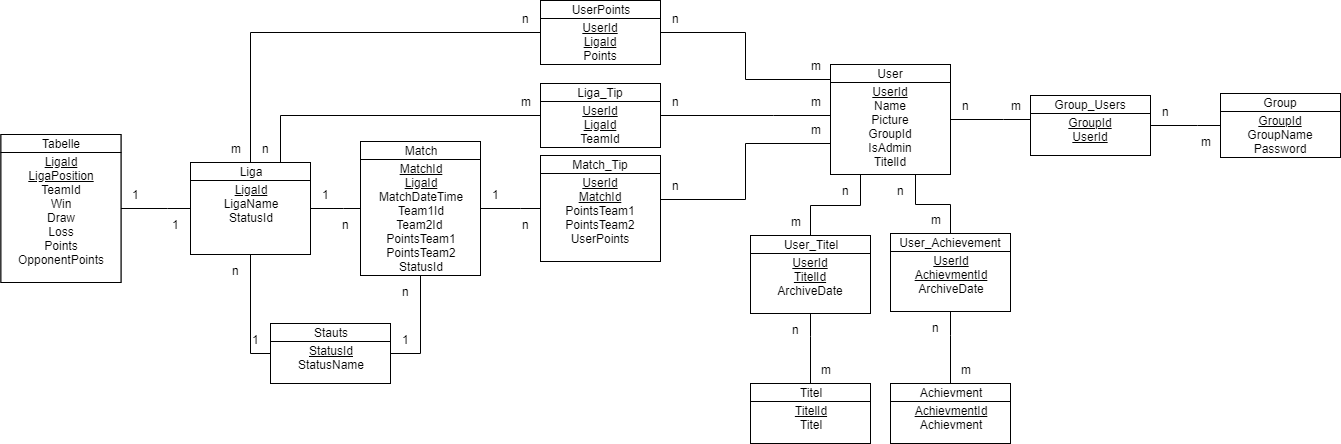 UserPoints
UserId
LigaId
Points
n
n
m
n
Liga_Tip
UserId
LigaId
TeamId
m
n
m
m
n
Match_Tip
UserId
MatchId
PointsTeam1
PointsTeam2
UserPoints
n
m
User
UserId
Name
Picture
GroupId
IsAdmin
TitelId
n
m
Group_Users
GroupId
UserId
n
m
Group
GroupId
GroupName
Password
Tabelle
LigaId
LigaPosition
TeamId
Win
Draw
Loss
Points
OpponentPoints
1
1
Liga
LigaId
LigaName
StatusId
1
n
Match
MatchId
LigaId
MatchDateTime
Team1Id
Team2Id
PointsTeam1
PointsTeam2
StatusId
1
n
n
n
1
1
Stauts
StatusId
StatusName
n
n
m
m
User_Titel
UserId
TitelId
ArchiveDate
User_Achievement
UserId
AchievmentId
ArchiveDate
n
n
m
m
Titel
TitelId
Titel
Achievment
AchievmentId
Achievment